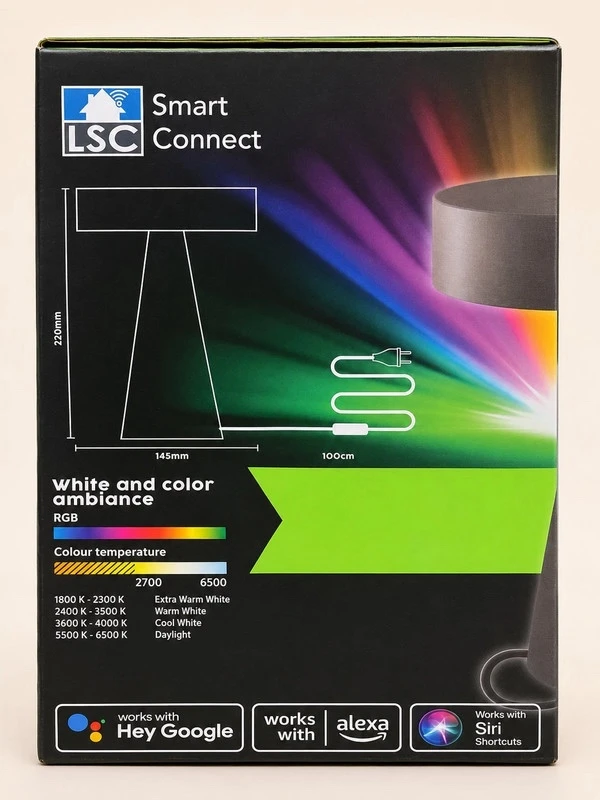 LSC
Smart
Connect
220mm
145mm
100cm
White and color
ambiance
RGB
Colour temperature
2700 6500
1800 K - 2300 K Extra Warm White
2400 K - 3500 K Warm White
3600 K - 4000 K Cool White
5500 K - 6500 K Daylight
works with
Hey Google
works
with
alexa
Works with
Siri
Shortcuts